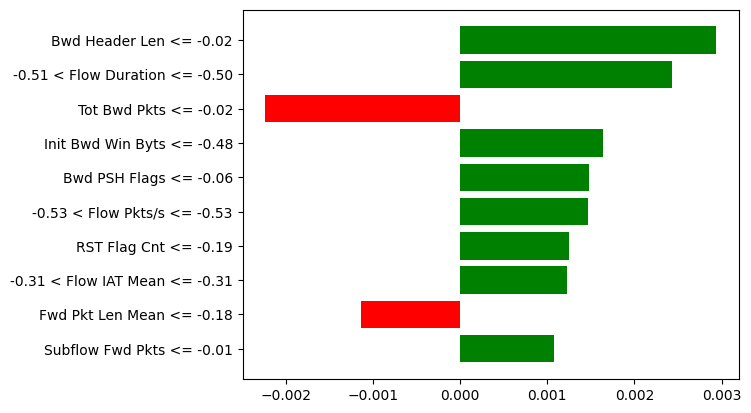 Bwd Header Len <= -0.02
-0.51 < Flow Duration <= -0.50
Tot Bwd Pkts <= -0.02
Init Bwd Win Byts <= -0.48
Bwd PSH Flags <= -0.06
-0.53 < Flow Pkts/s <= -0.53
RST Flag Cnt <= -0.19
-0.31 < Flow IAT Mean <= -0.31
Fwd Pkt Len Mean <= -0.18
Subflow Fwd Pkts <= -0.01
−0.002 −0.001 0.000 0.001 0.002 0.003